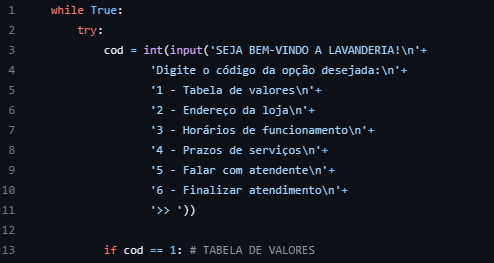 1 while True:
2 try:
3 cod = int(input('SEJA BEM-VINDO A LAVANDERIA!\n'+
4 'Digite o código da opção desejada:\n'+
5 '1 - Tabela de valores\n'+
6 '2 - Endereço da loja\n'+
7 '3 - Horários de funcionamento\n'+
8 '4 - Prazos de serviços\n'+
9 '5 - Falar com atendente\n'+
10 '6 - Finalizar atendimento\n'+
11 '>> '))
12
13 if cod == 1: # TABELA DE VALORES